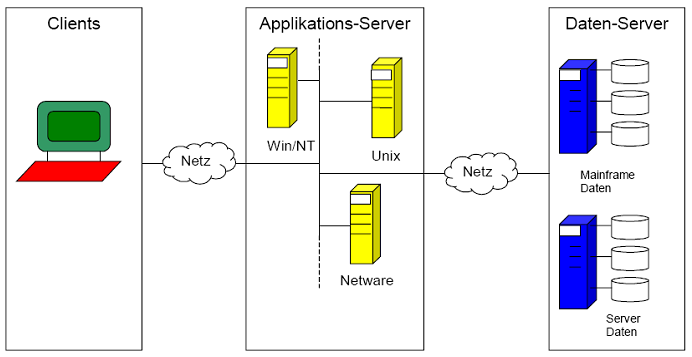 Clients
Applikations-Server
Daten-Server
Win/NT
Unix
Netz
Netz
Netware
Mainframe
Daten
Server
Daten